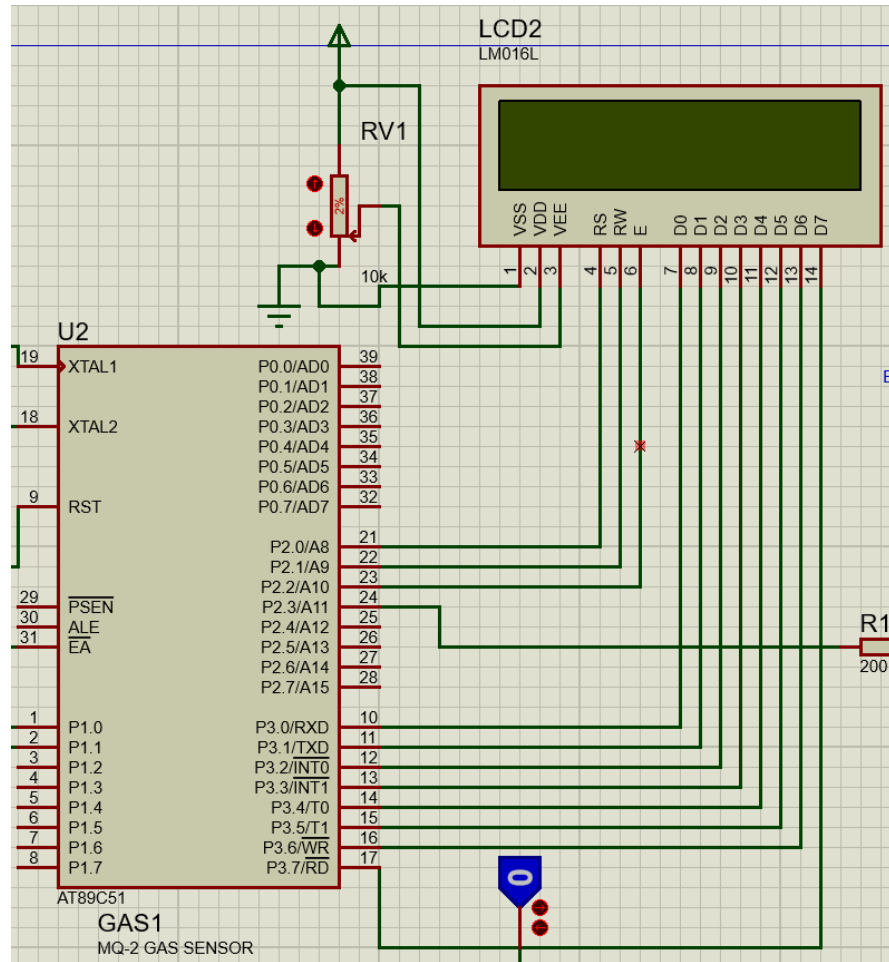 LCD2
LM016L
RV1
2%
10k
VSS
VDD
VEE
RS
RW
E
D0
D1
D2
D3
D4
D5
D6
D7
1
2
3
4
5
6
7
8
9
10
11
12
13
14
U2
19 XTAL1 P0.0/AD0 39
P0.1/AD1 38
P0.2/AD2 37
18 XTAL2 P0.3/AD3 36
P0.4/AD4 35
P0.5/AD5 34
P0.6/AD6 33
9 RST P0.7/AD7 32
P2.0/A8 21
P2.1/A9 22
P2.2/A10 23
29 PSEN P2.3/A11 24
30 ALE P2.4/A12 25
31 EA P2.5/A13 26
P2.6/A14 27
P2.7/A15 28
1 P1.0 P3.0/RXD 10
2 P1.1 P3.1/TXD 11
3 P1.2 P3.2/INT0 12
4 P1.3 P3.3/INT1 13
5 P1.4 P3.4/T0 14
6 P1.5 P3.5/T1 15
7 P1.6 P3.6/WR 16
8 P1.7 P3.7/RD 17
AT89C51
R1
200
0
GAS1
MQ-2 GAS SENSOR